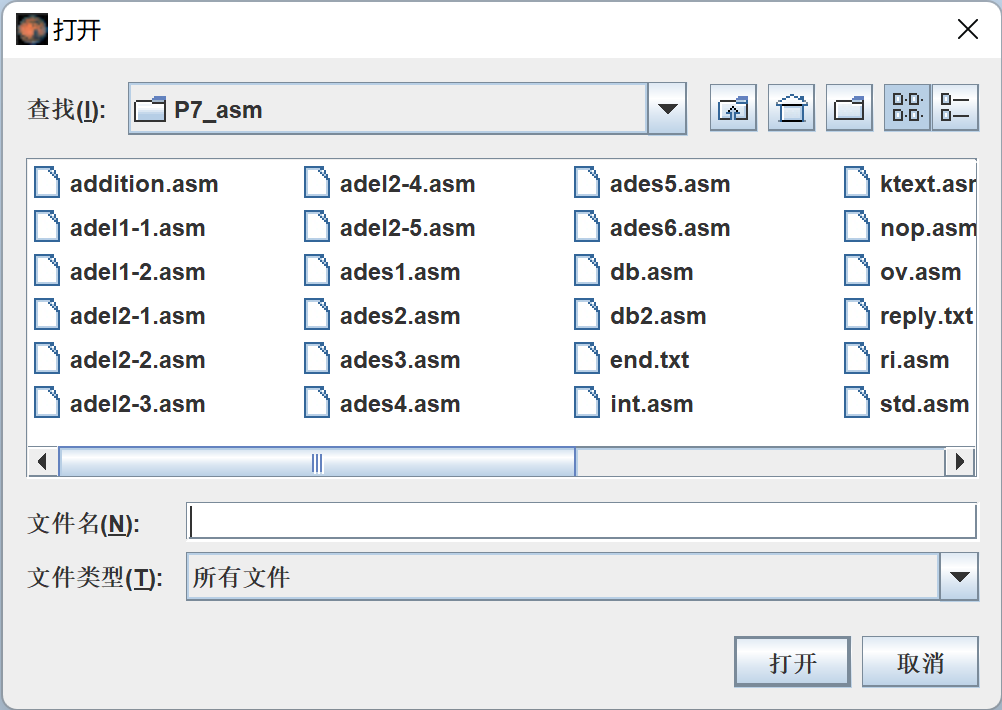 打开
查找(I): P7_asm
addition.asm adel2-4.asm ades5.asm ktext.asm
adel1-1.asm adel2-5.asm ades6.asm nop.asm
adel1-2.asm ades1.asm db.asm ov.asm
adel2-1.asm ades2.asm db2.asm reply.txt
adel2-2.asm ades3.asm end.txt ri.asm
adel2-3.asm ades4.asm int.asm std.asm
文件名(N):
文件类型(T): 所有文件
打开 取消